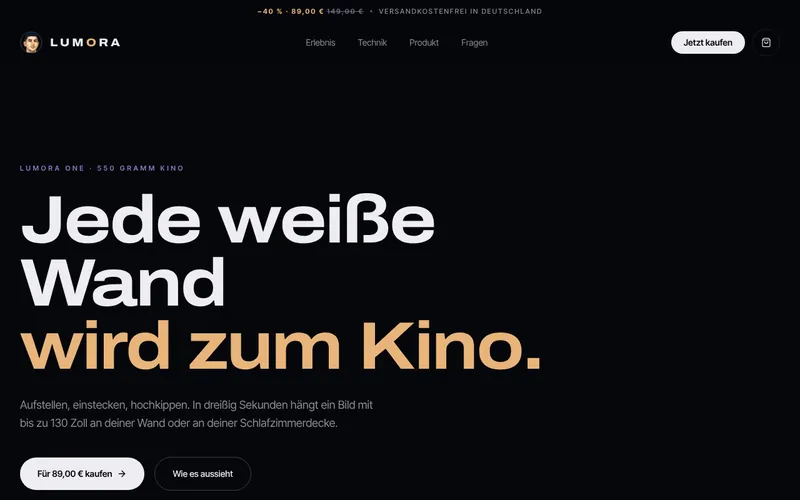 −40 % · 89,00 € 149,00 € • VERSANDKOSTENFREI IN DEUTSCHLAND
LUMORA
Erlebnis
Technik
Produkt
Fragen
Jetzt kaufen
LUMORA ONE · 550 GRAMM KINO
Jede weiße
Wand
wird zum Kino.
Aufstellen, einstecken, hochkippen. In dreißig Sekunden hängt ein Bild mit
bis zu 130 Zoll an deiner Wand oder an deiner Schlafzimmerdecke.
Für 89,00 € kaufen →
Wie es aussieht